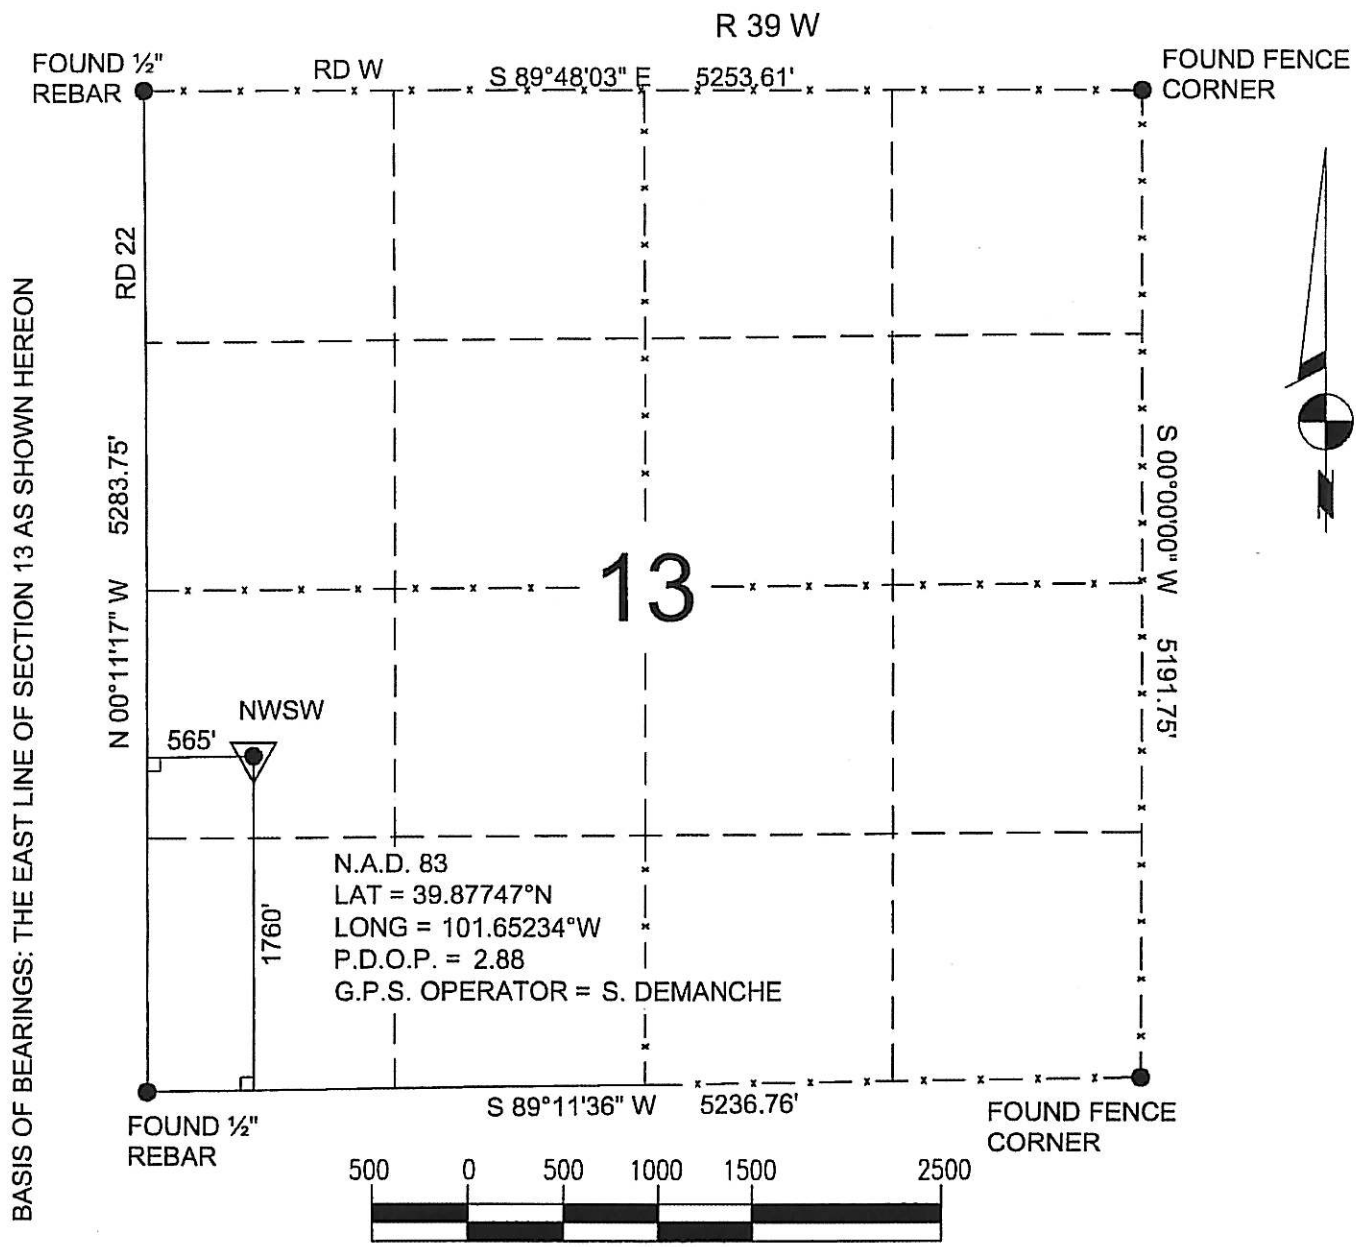 R 39 W
FOUND ½"
REBAR
RD W
S 89°48'03" E 5253.61'
FOUND FENCE
CORNER
RD 22
BASIS OF BEARINGS: THE EAST LINE OF SECTION 13 AS SHOWN HEREON
N 00°11'17" W 5283.75'
S 00°00'00" W 5191.75'
N
13
NWSW
565'
1760'
N.A.D. 83
LAT = 39.87747°N
LONG = 101.65234°W
P.D.O.P. = 2.88
G.P.S. OPERATOR = S. DEMANCHE
S 89°11'36" W 5236.76'
FOUND ½"
REBAR
FOUND FENCE
CORNER
500 0 500 1000 1500 2500